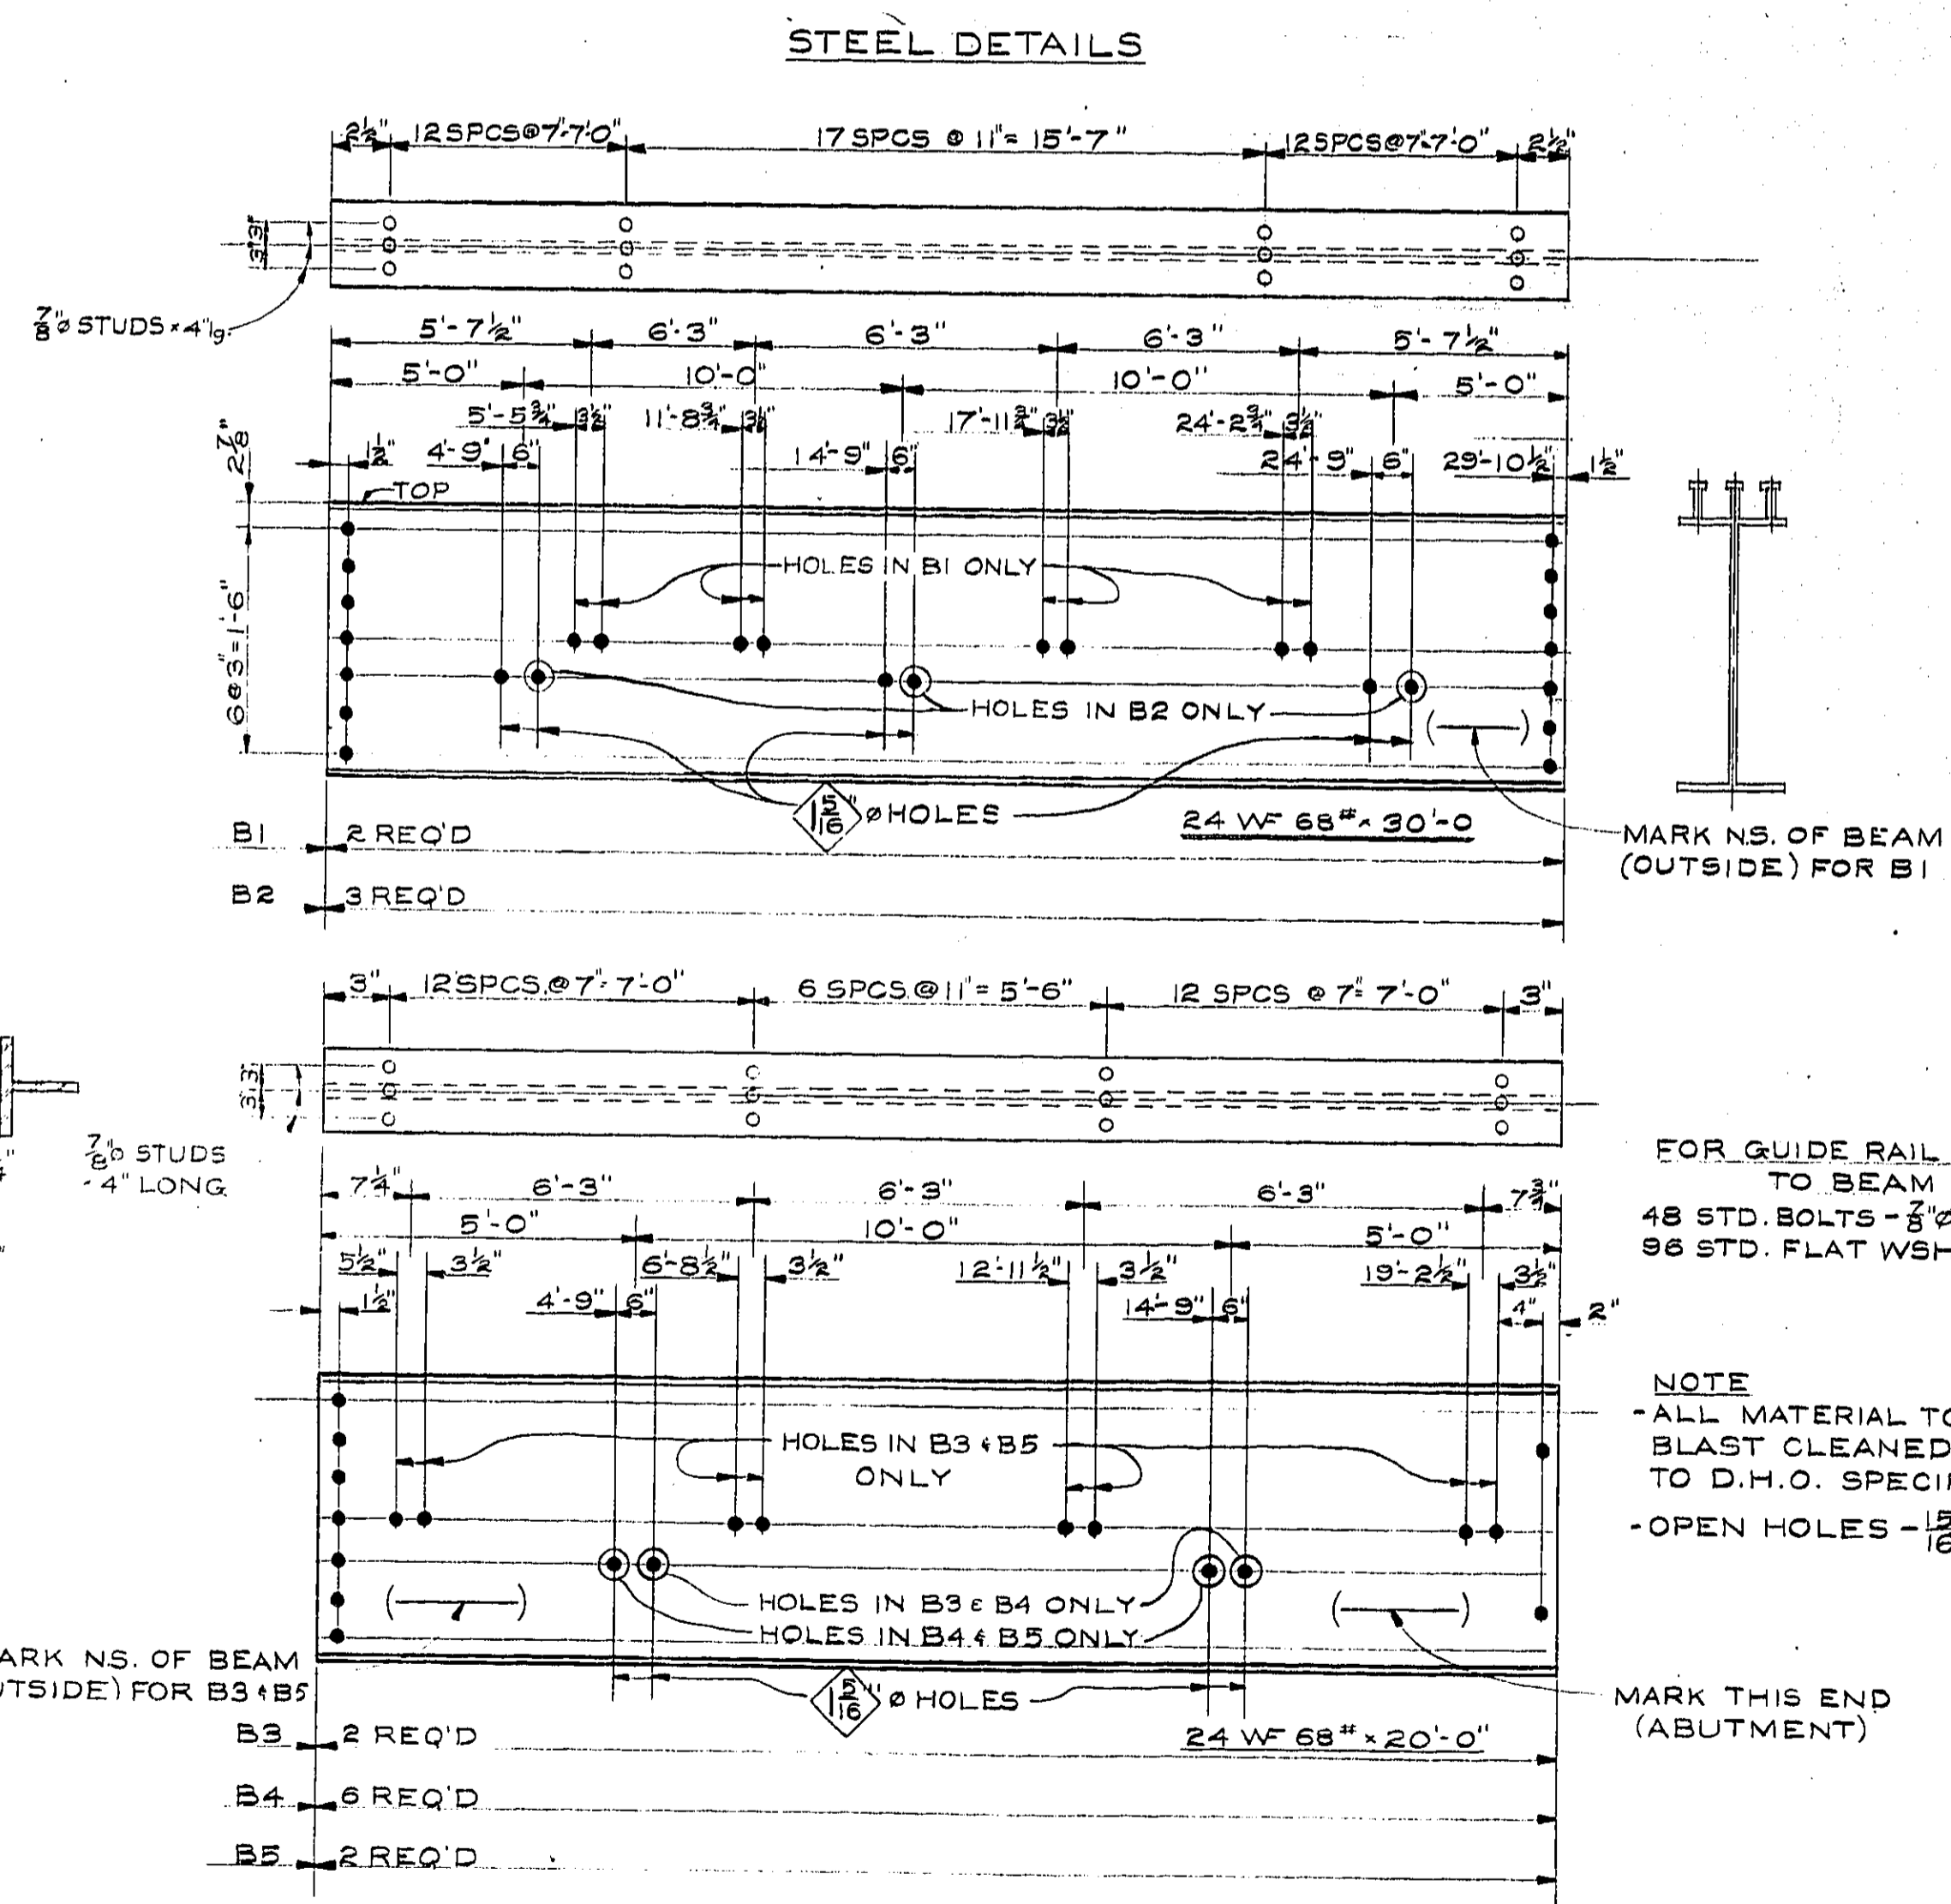 STEEL DETAILS
2½" 12 SPCS @ 7"-7'-0" 17 SPCS @ 11"= 15'-7" 12 SPCS @ 7"-7'-0" 2½"
3" 3"
⅞"ø STUDS × 4" lg.
5'-7½" 6'-3" 6'-3" 6'-3" 5'-7½"
5'-0" 10'-0" 10'-0" 5'-0"
5'-5¾" 3½" 11'-8¾" 3½" 17'-11¾" 3½" 24'-2¾" 3½"
2⅞" 1½" 4'-9" 6" 14'-9" 6" 24'-9" 6" 29'-10½" 1½"
TOP
HOLES IN B1 ONLY
6@3"=1'-6"
HOLES IN B2 ONLY
1 5/16" ø HOLES
24 WF 68# × 30'-0
MARK N.S. OF BEAM
(OUTSIDE) FOR B1
B1 2 REQ'D
B2 3 REQ'D
3" 12 SPCS. @ 7"= 7'-0" 6 SPCS. @ 11"= 5'-6" 12 SPCS @ 7"= 7'-0" 3"
3" 3"
⅞"ø STUDS
- 4" LONG
7¼" 6'-3" 6'-3" 6'-3" 7¾"
5'-0" 10'-0" 5'-0"
5½" 3½" 6'-8½" 3½" 12'-11½" 3½" 19'-2½" 3½"
1½" 4'-9" 6" 14'-9" 6" 4" 2"
FOR GUIDE RAIL
TO BEAM
48 STD. BOLTS - ⅞"ø
96 STD. FLAT WSH
HOLES IN B3 & B5
ONLY
NOTE
- ALL MATERIAL TO
BLAST CLEANED
TO D.H.O. SPECI
- OPEN HOLES - 15/16
HOLES IN B3 & B4 ONLY
HOLES IN B4 & B5 ONLY
ARK N.S. OF BEAM
UTSIDE) FOR B3 & B5
1 5/16" ø HOLES
24 WF 68# × 20'-0"
MARK THIS END
(ABUTMENT)
B3 2 REQ'D
B4 6 REQ'D
B5 2 REQ'D